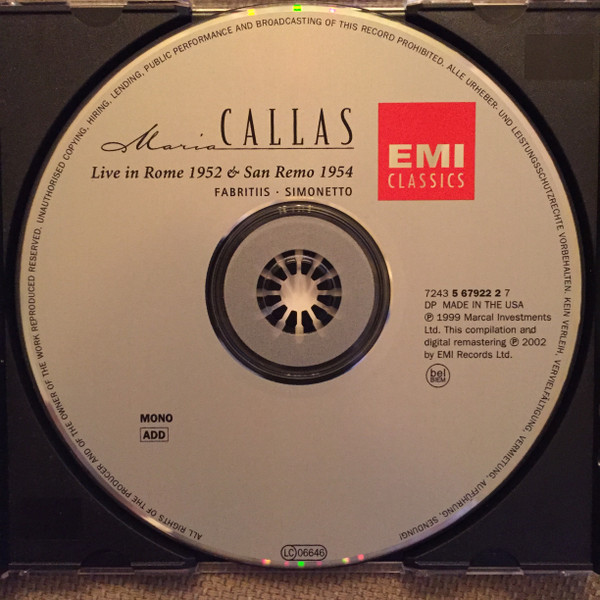 UNAUTHORISED COPYING, HIRING, LENDING, PUBLIC PERFORMANCE AND BROADCASTING OF THIS RECORD PROHIBITED. ALLE URHEBER- UND LEISTUNGSSCHUTZRECHTE VORBEHALTEN. KEIN VERLEIH, VERVIELFÄLTIGUNG, VERMIETUNG, AUFFÜHRUNG, SENDUNG!
Maria CALLAS
Live in Rome 1952 & San Remo 1954
FABRITIIS · SIMONETTO
EMI
CLASSICS
7243 5 67922 2 7
DP MADE IN THE USA
℗ 1999 Marcal Investments
Ltd. This compilation and
digital remastering ℗ 2002
by EMI Records Ltd.
bel
BIEM
MONO
ADD
ALL RIGHTS OF THE PRODUCER AND OF THE OWNER OF THE WORK REPRODUCED RESERVED.
LC 06646